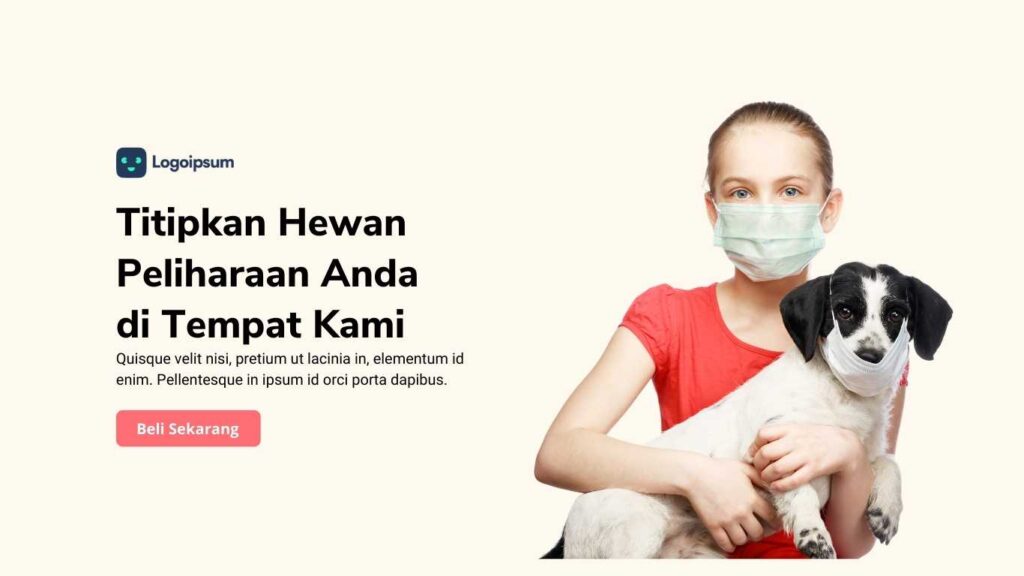 Logoipsum
Titipkan Hewan
Peliharaan Anda
di Tempat Kami
Quisque velit nisi, pretium ut lacinia in, elementum id
enim. Pellentesque in ipsum id orci porta dapibus.
Beli Sekarang